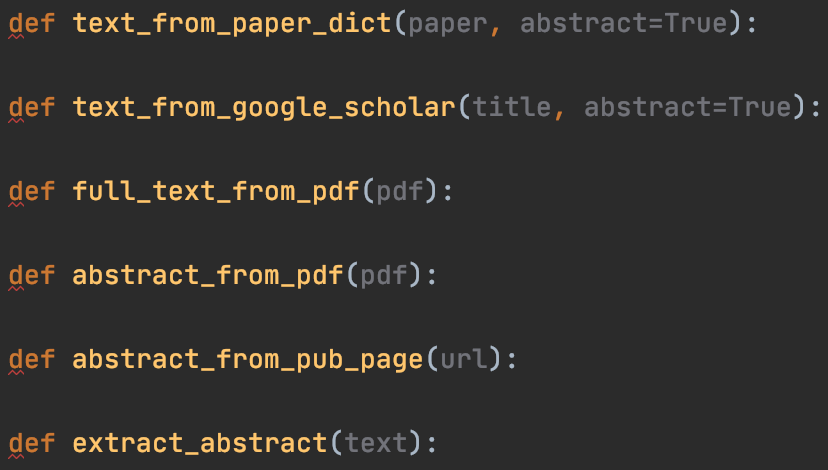 def text_from_paper_dict(paper, abstract=True):
def text_from_google_scholar(title, abstract=True):
def full_text_from_pdf(pdf):
def abstract_from_pdf(pdf):
def abstract_from_pub_page(url):
def extract_abstract(text):